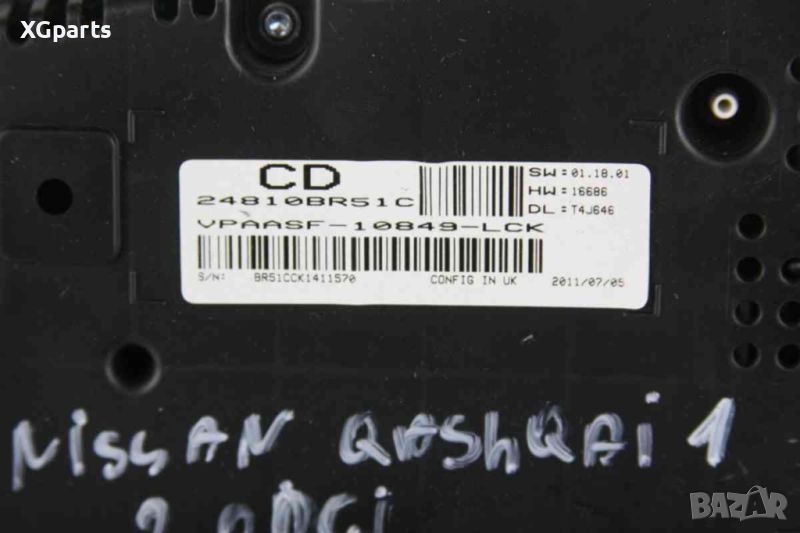 XGparts
CD
24810BR51C
SW: 01.18.01
HW: 16686
DL: T4J646
VPAASF-10849-LCK
S/N: BR51CCK1411570 CONFIG IN UK 2011/07/05
NiSSAN QASHQAi 1
BAZAR